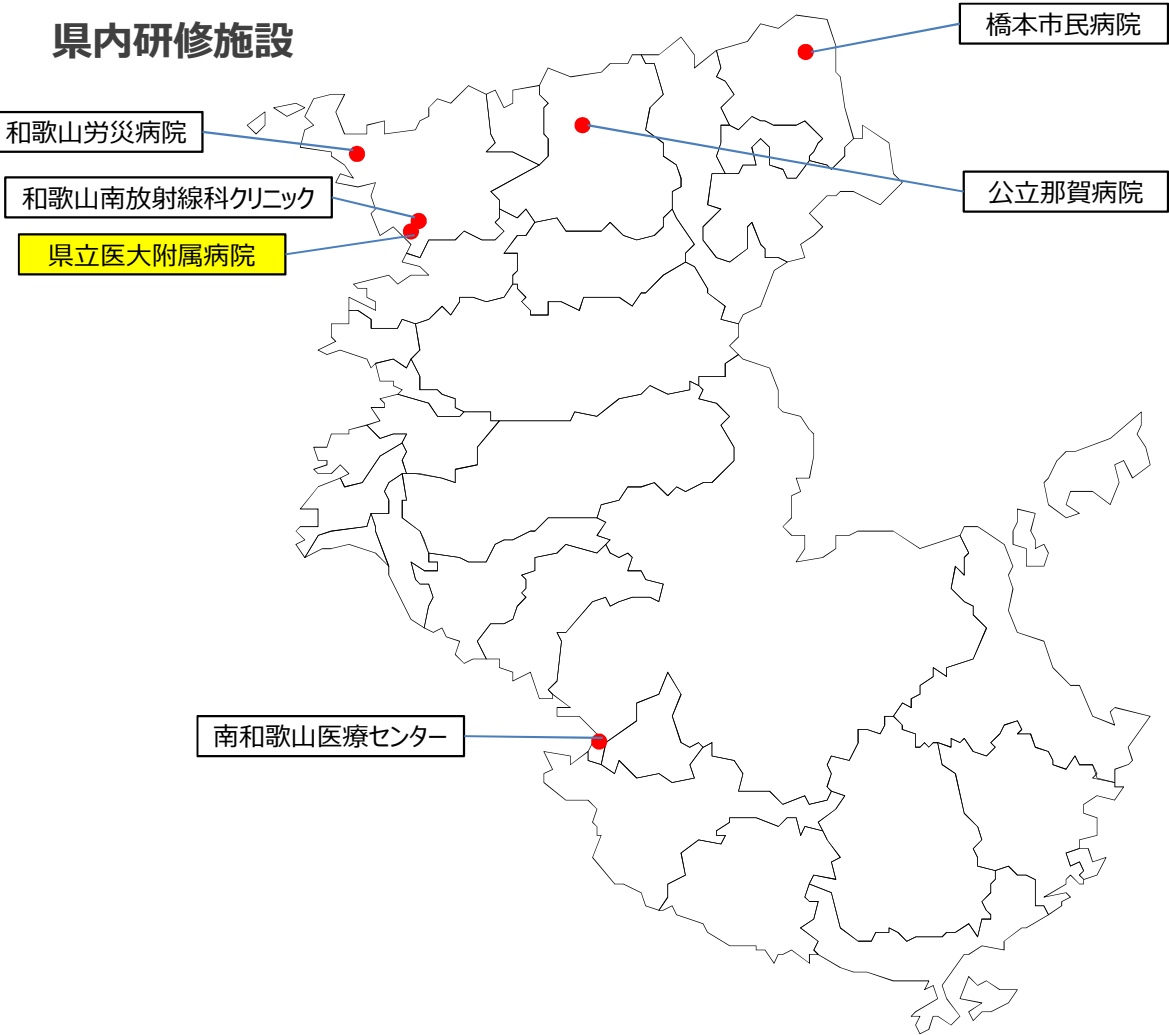 県内研修施設
橋本市民病院
和歌山労災病院
和歌山南放射線科クリニック
公立那賀病院
県立医大附属病院
南和歌山医療センター